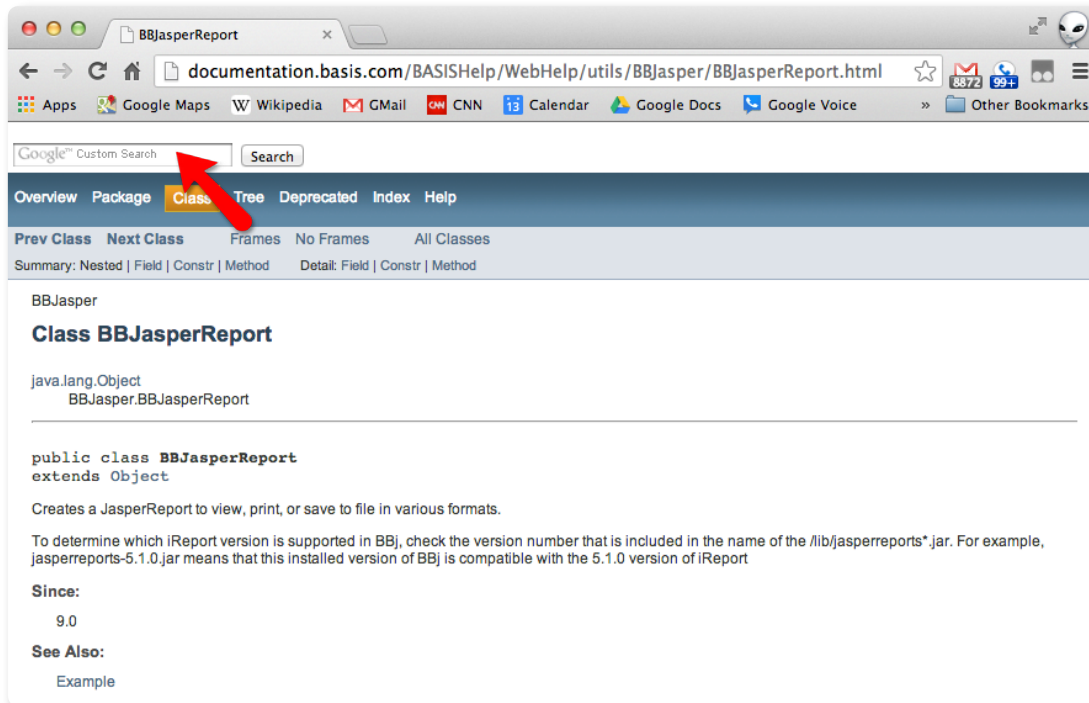 BBJasperReport
documentation.basis.com/BASISHelp/WebHelp/utils/BBJasper/BBJasperReport.html
8872 99+
Apps Google Maps W Wikipedia GMail CNN CNN 13 Calendar Google Docs Google Voice » Other Bookmarks
Google™ Custom Search Search
Overview Package Class Tree Deprecated Index Help
Prev Class Next Class Frames No Frames All Classes
Summary: Nested | Field | Constr | Method Detail: Field | Constr | Method
BBJasper
Class BBJasperReport
java.lang.Object
BBJasper.BBJasperReport
public class BBJasperReport
extends Object
Creates a JasperReport to view, print, or save to file in various formats.
To determine which iReport version is supported in BBj, check the version number that is included in the name of the /lib/jasperreports*.jar. For example,
jasperreports-5.1.0.jar means that this installed version of BBj is compatible with the 5.1.0 version of iReport
Since:
9.0
See Also:
Example